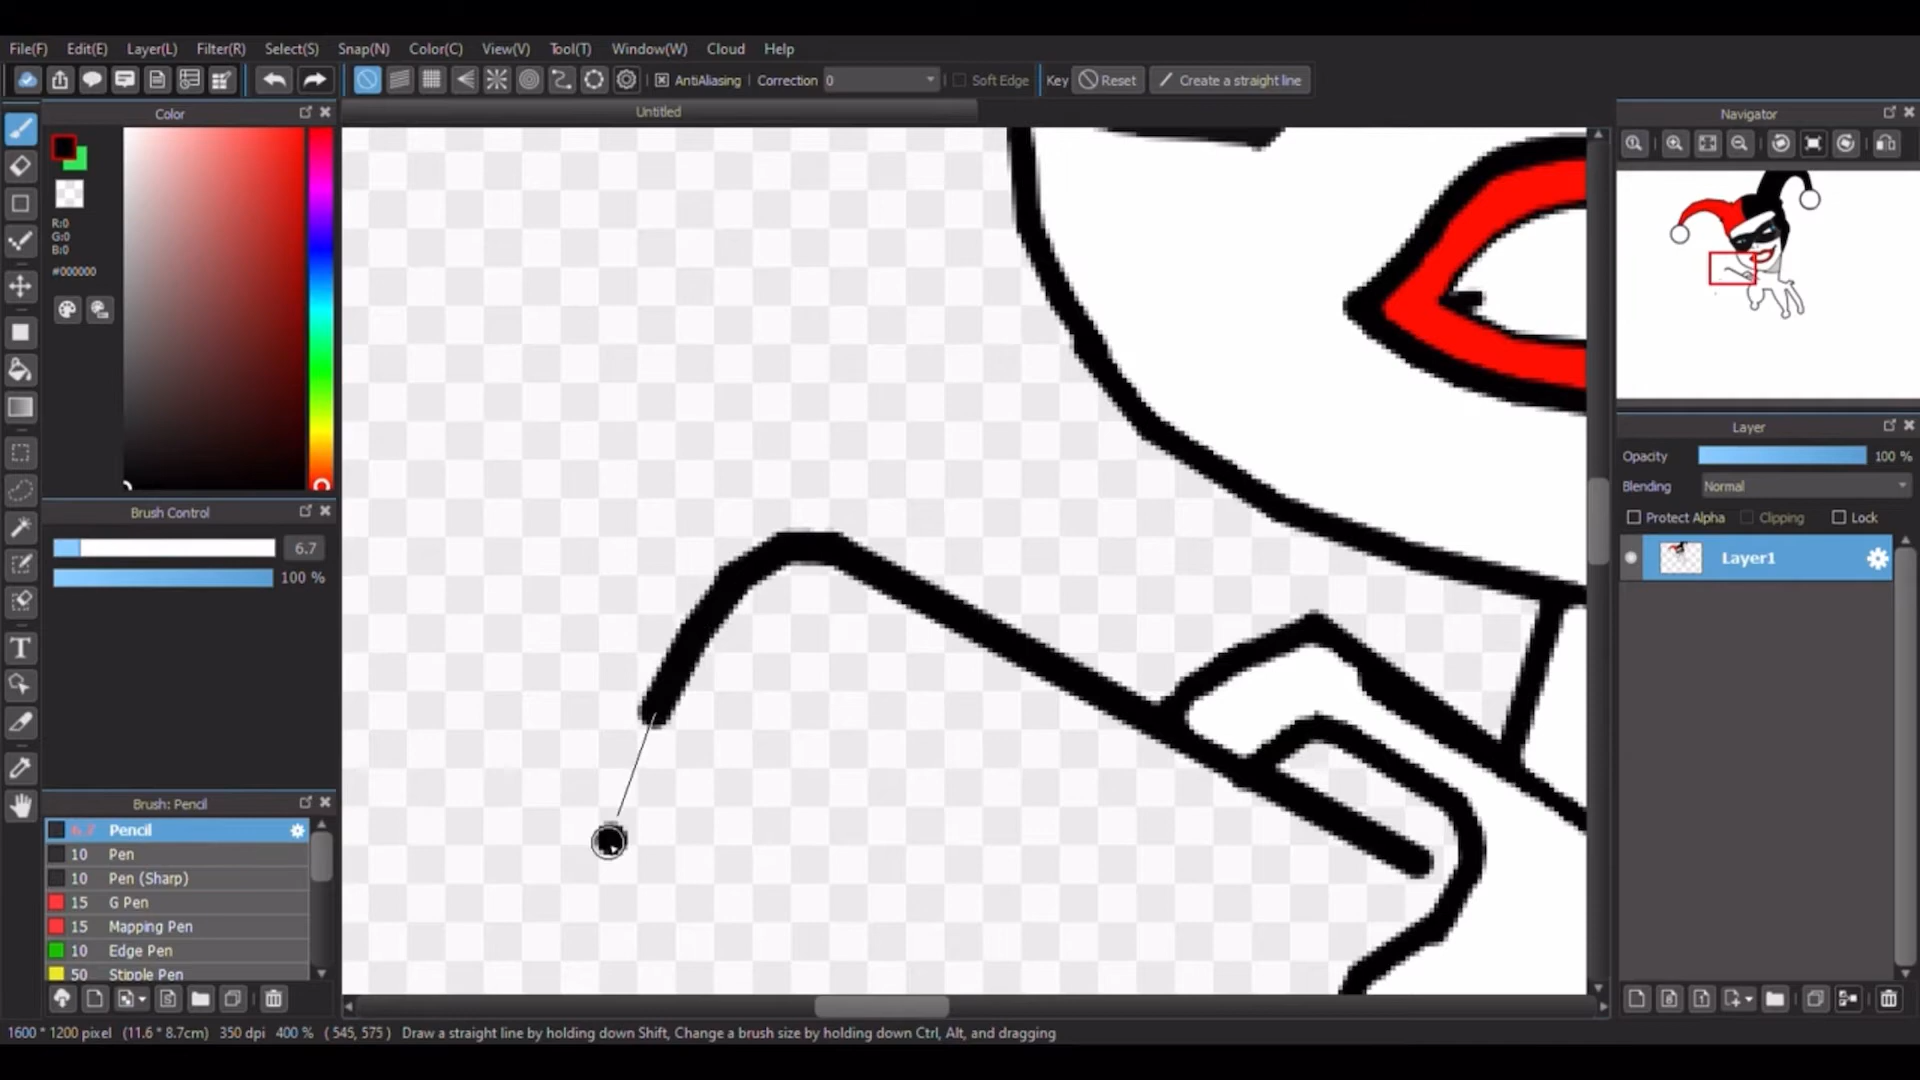 File(F) Edit(E) Layer(L) Filter(R) Select(S) Snap(N) Color(C) View(V) Tool(T) Window(W) Cloud Help
AntiAliasing Correction 0 Soft Edge Key Reset Create a straight line
Color
Untitled
Navigator
R:0
G:0
B:0
#000000
Brush Control
6.7
100 %
Brush: Pencil
6.7 Pencil
10 Pen
10 Pen (Sharp)
15 G Pen
15 Mapping Pen
10 Edge Pen
50 Stipple Pen
Layer
Opacity 100 %
Blending Normal
Protect Alpha Clipping Lock
Layer1
T
1600 * 1200 pixel (11.6 * 8.7cm) 350 dpi 400 % ( 545, 575 ) Draw a straight line by holding down Shift, Change a brush size by holding down Ctrl, Alt, and dragging